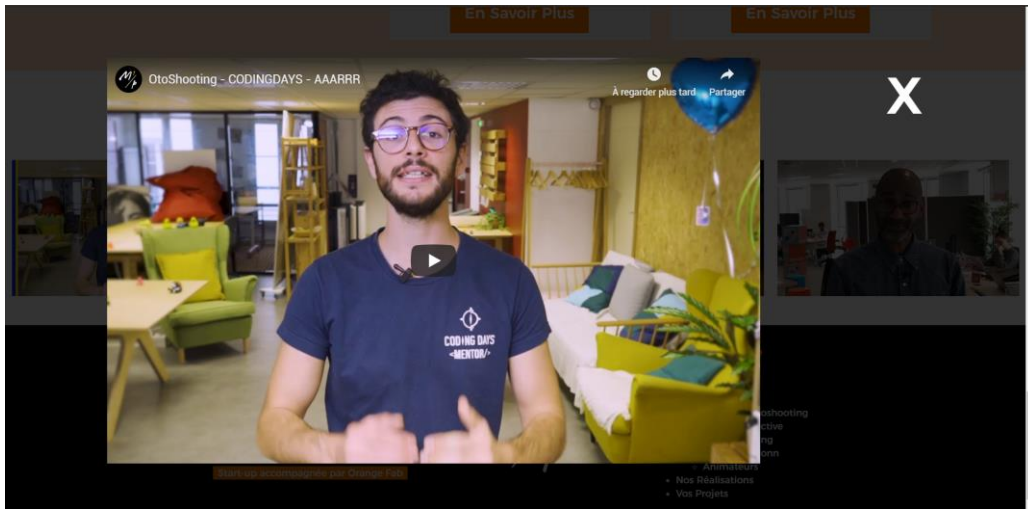 En Savoir Plus
En Savoir Plus
OtoShooting - CODINGDAYS - AAARRR
À regarder plus tard
Partager
X
CODING DAYS
<MENTOR/>
Start-up accompagnée par Orange Fab
Animateurs
Nos Réalisations
Vos Projets